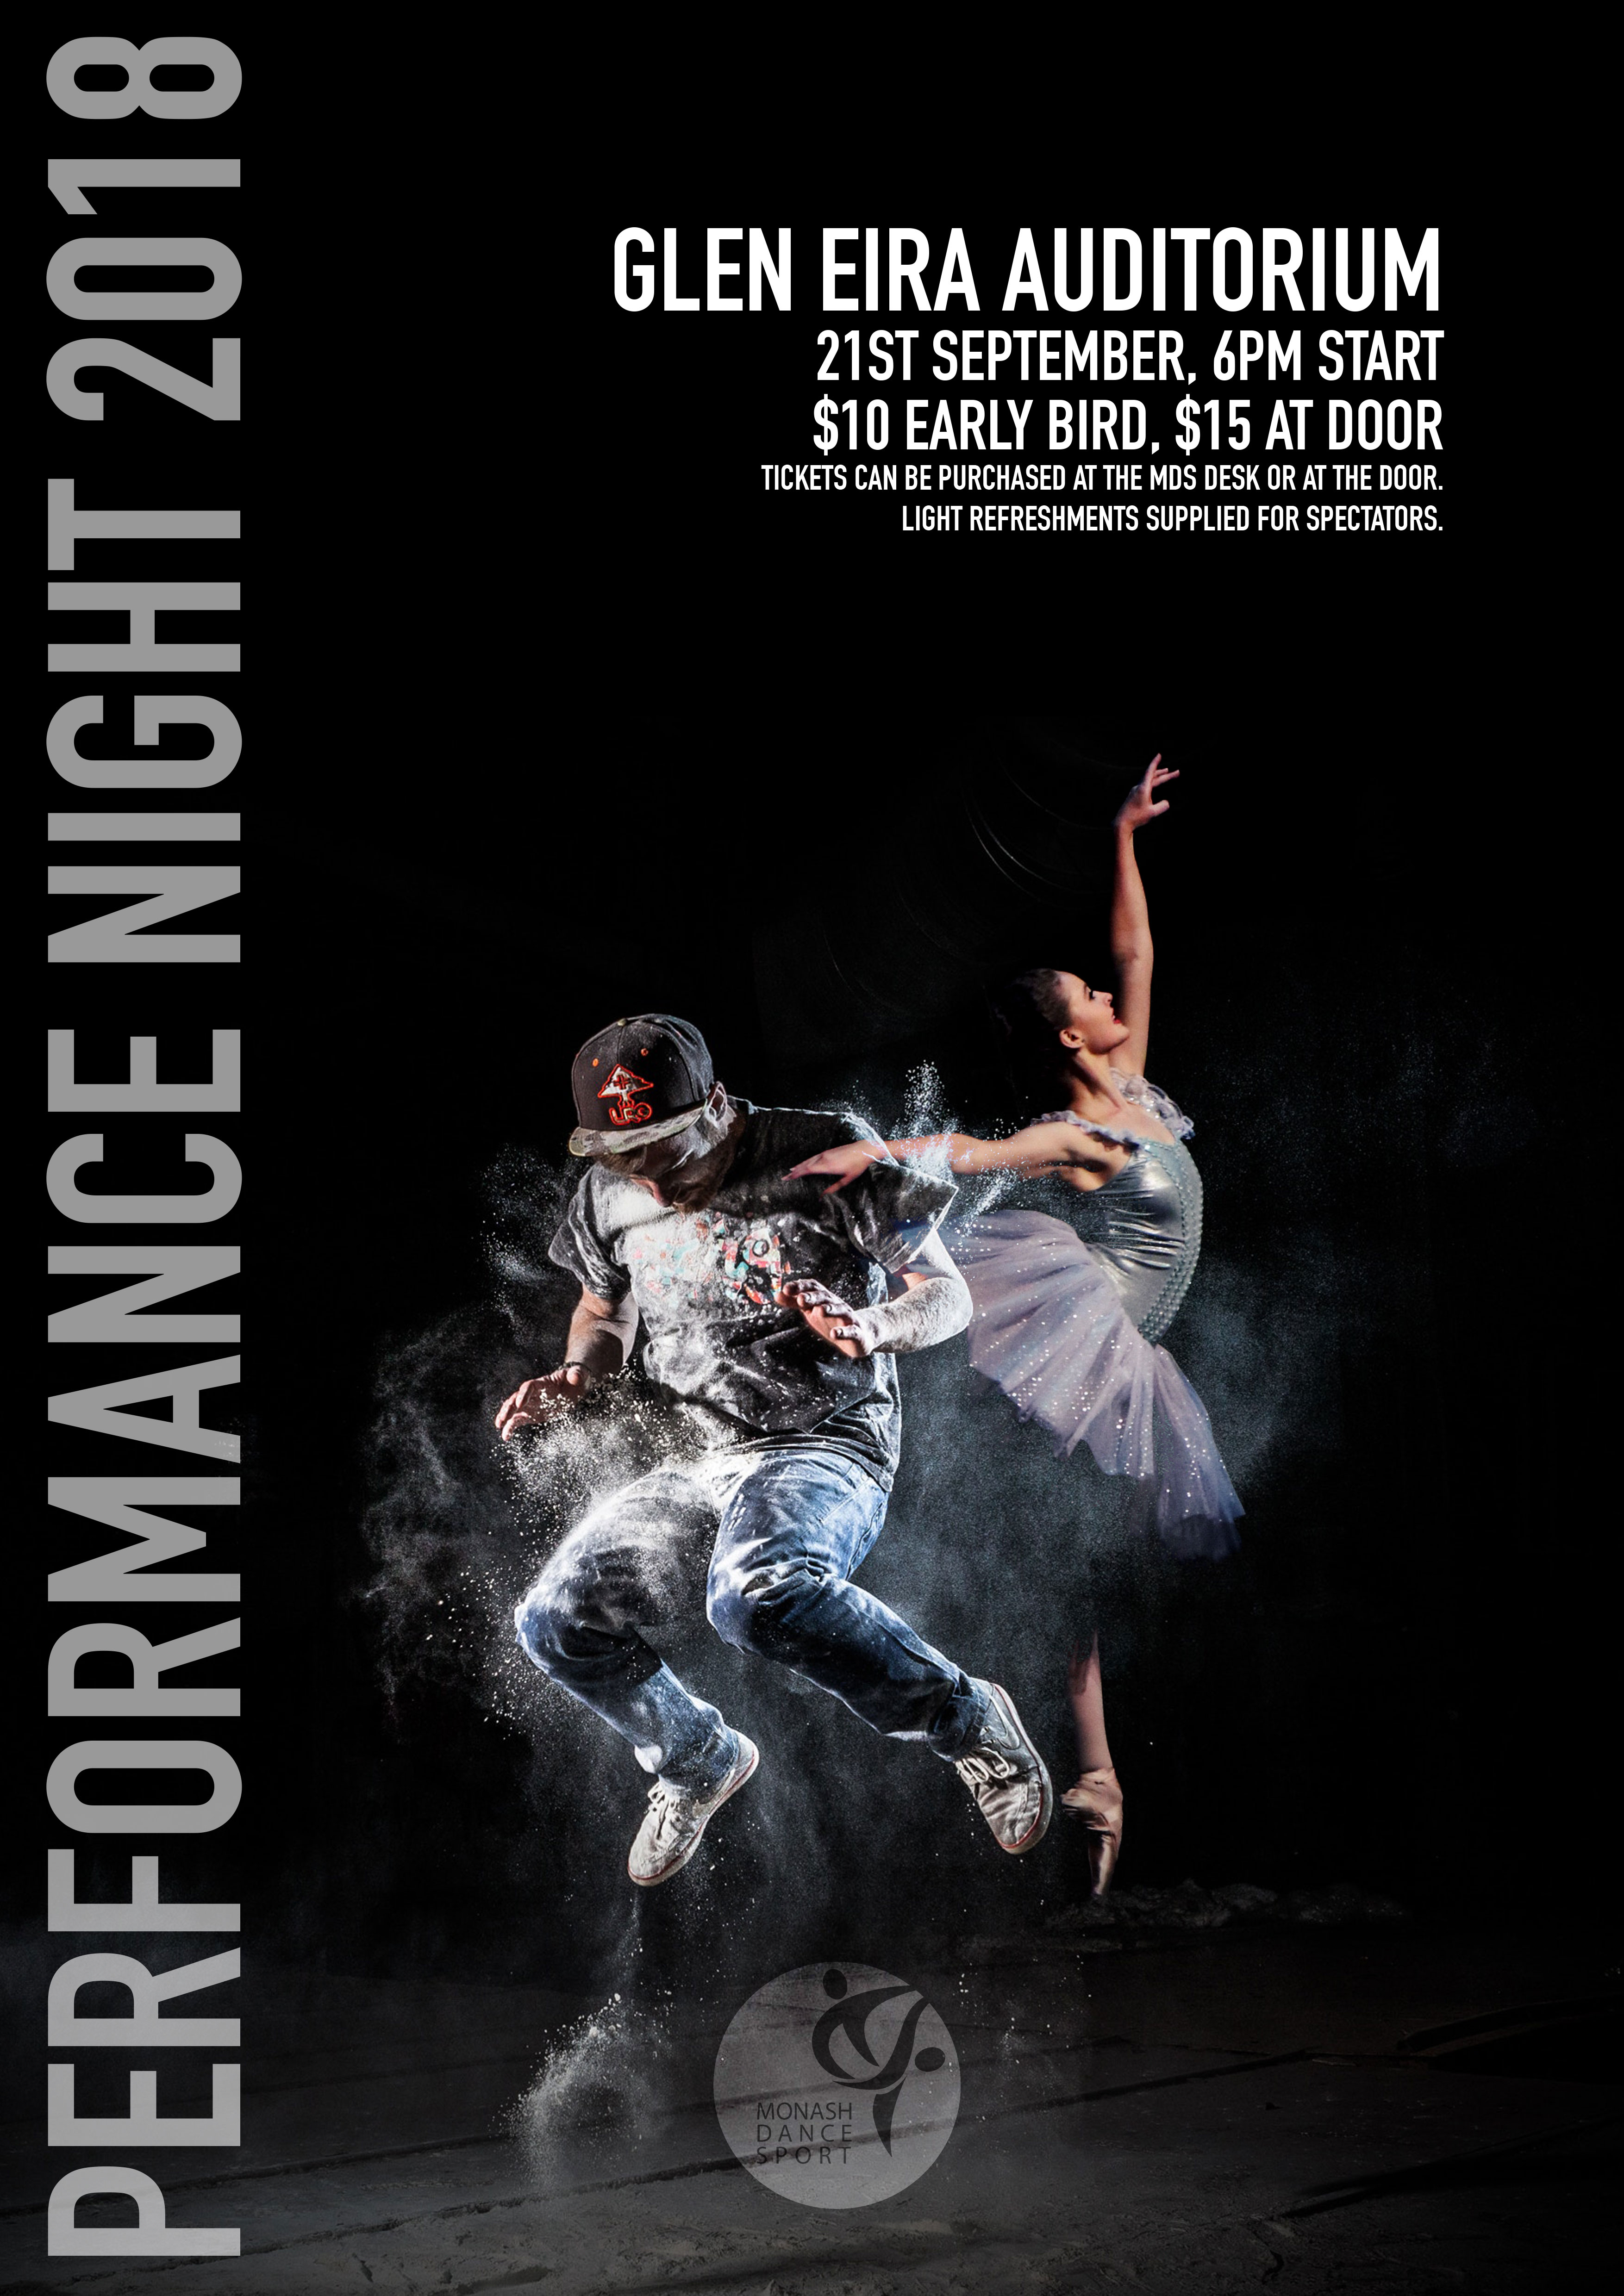 PERFORMANCE NIGHT 2018
GLEN EIRA AUDITORIUM
21ST SEPTEMBER, 6PM START
$10 EARLY BIRD, $15 AT DOOR
TICKETS CAN BE PURCHASED AT THE MDS DESK OR AT THE DOOR.
LIGHT REFRESHMENTS SUPPLIED FOR SPECTATORS.
LRG
MONASH
DANCE
SPORT